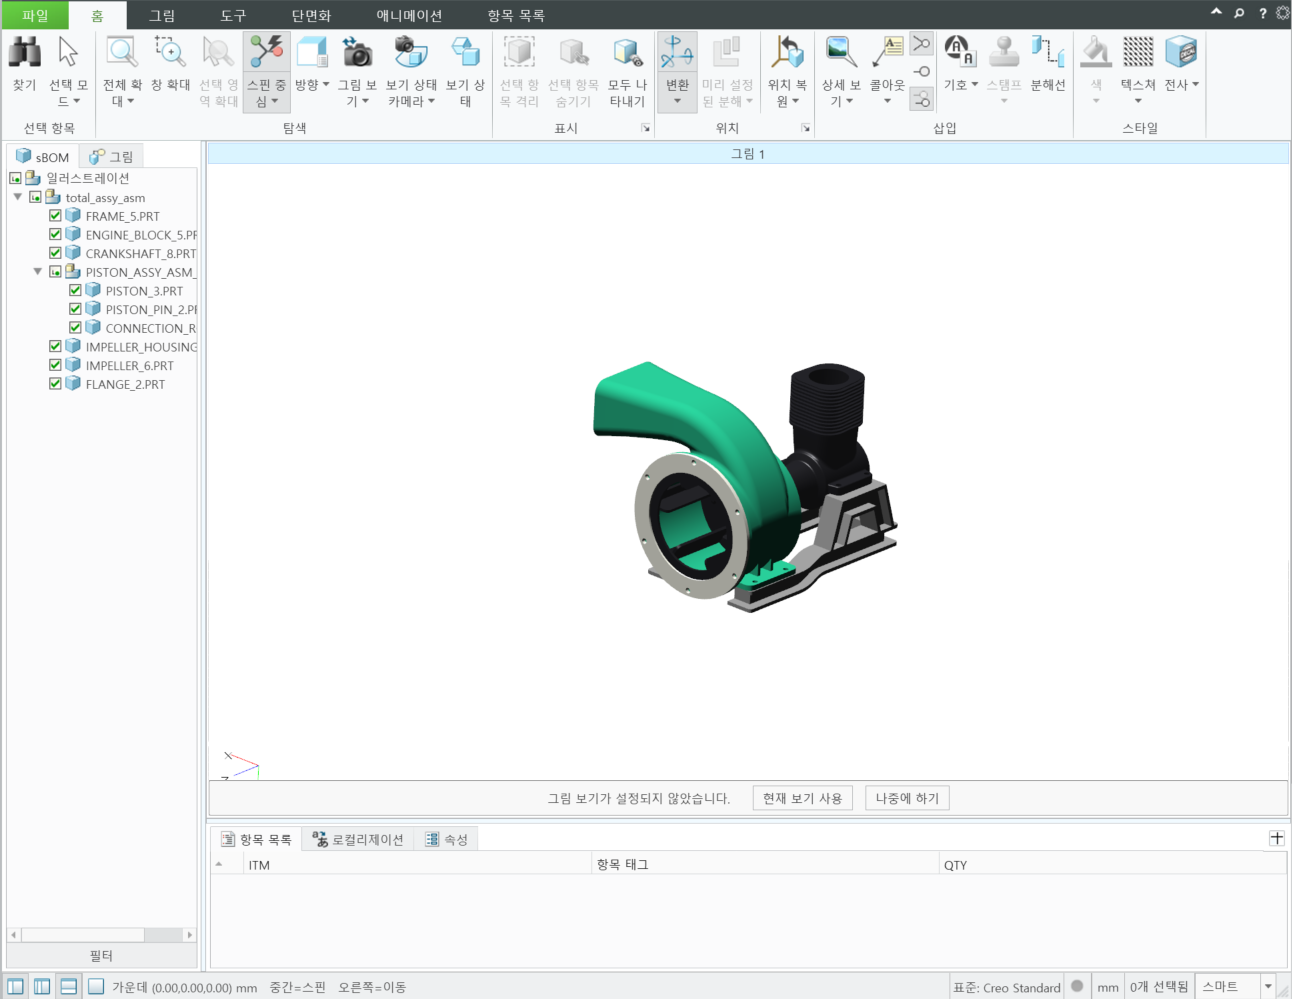 파일 홈 그림 도구 단면화 애니메이션 항목 목록 ?
찾기 선택 모드 전체 확대 창 확대 선택 영역 확대 스핀 중심 방향 그림 보기 보기 상태 카메라 보기 상태 선택 항목 격리 선택 항목 숨기기 모두 나타내기 변환 미리 설정된 분해 위치 복원 상세 보기 콜아웃 기호 스탬프 분해선 색 텍스쳐 전사
선택 항목 탐색 표시 위치 삽입 스타일
sBOM 그림
그림 1
일러스트레이션
total_assy_asm
FRAME_5.PRT
ENGINE_BLOCK_5.PF
CRANKSHAFT_8.PRT
PISTON_ASSY_ASM_
PISTON_3.PRT
PISTON_PIN_2.PF
CONNECTION_R
IMPELLER_HOUSING
IMPELLER_6.PRT
FLANGE_2.PRT
X
Z
그림 보기가 설정되지 않았습니다. 현재 보기 사용 나중에 하기
항목 목록 로컬리제이션 속성
ITM 항목 태그 QTY
필터
가운데 (0.00,0.00,0.00) mm 중간=스핀 오른쪽=이동 표준: Creo Standard mm 0개 선택됨 스마트